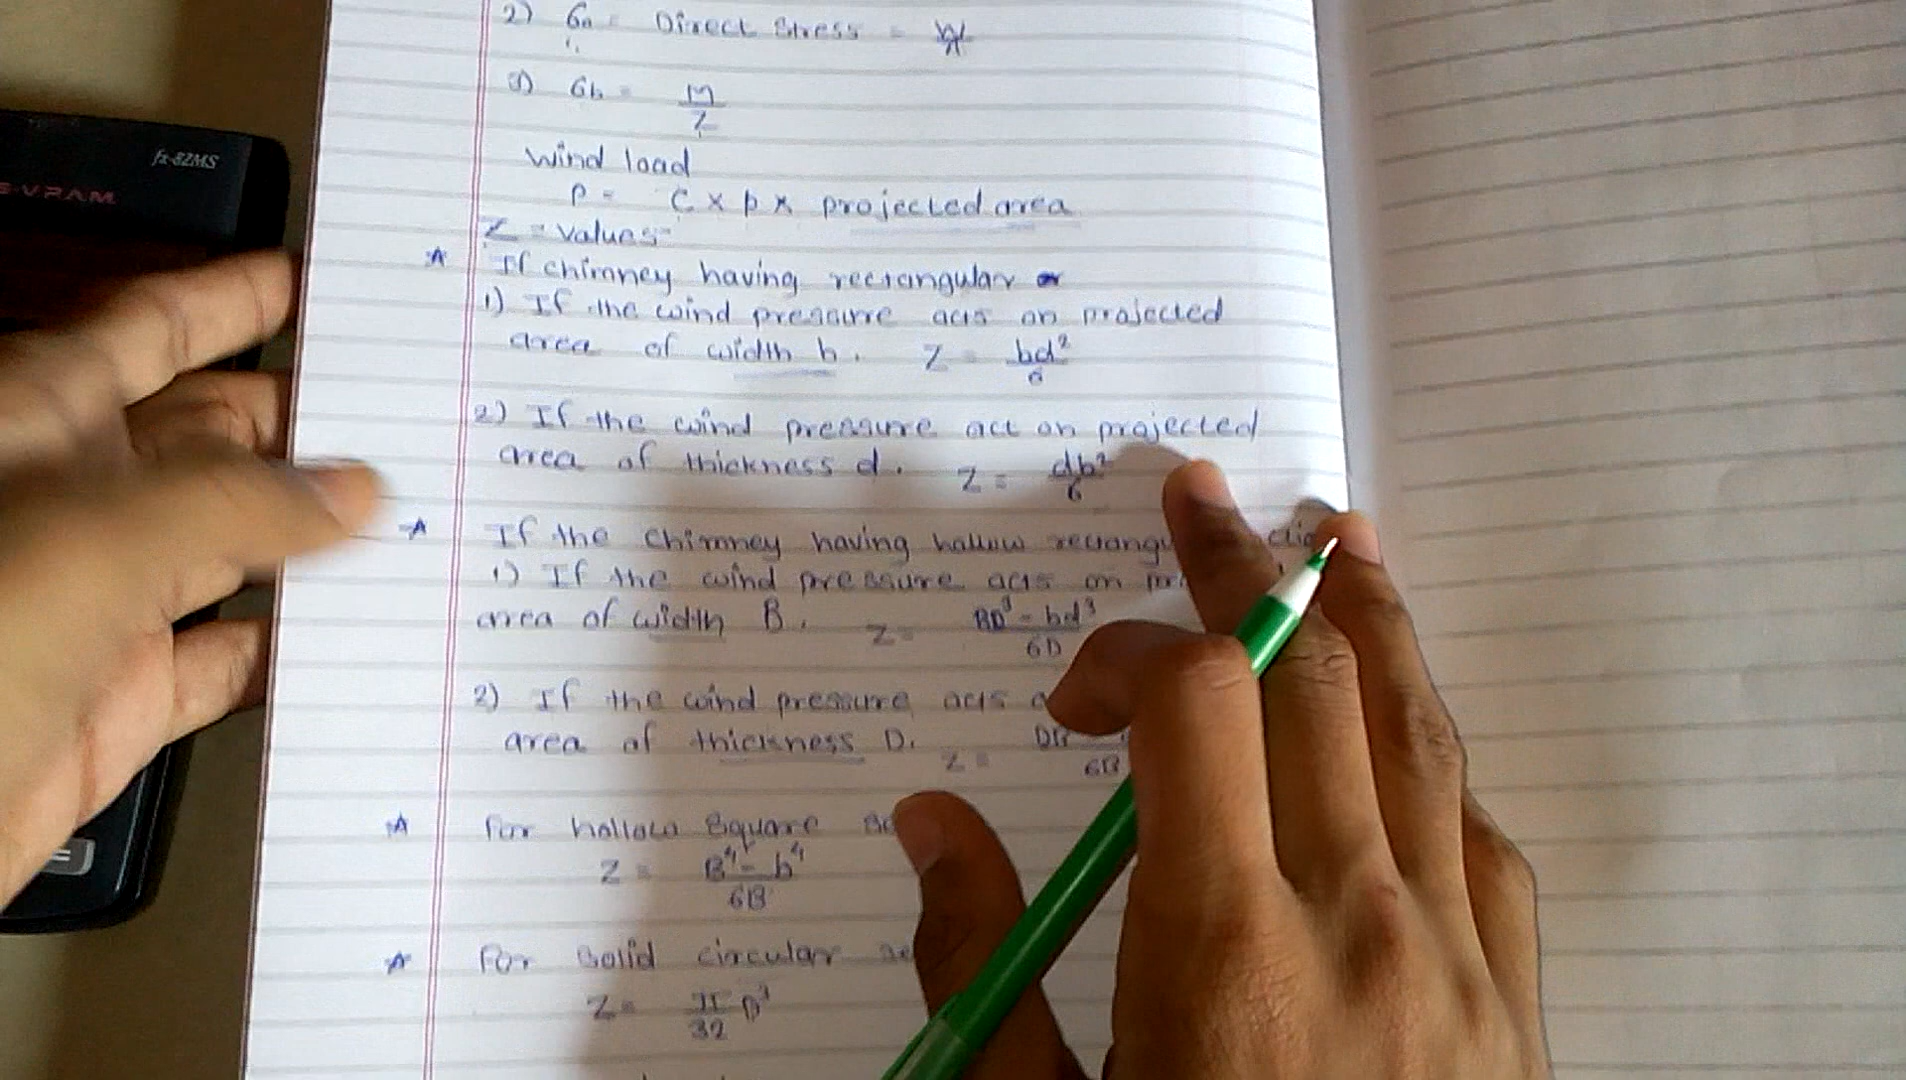 2) σo = Direct stress = W/A
3) σb = M/Z
Wind load
P = C x p x projected area
Z = values
If chimney having rectangular
1) If the wind pressure acts on projected
area of width b. Z = bd²/6
2) If the wind pressure act on projected
area of thickness d. Z = db²/6
If the chimney having hollow
1) If the wind pressure acts on
area of width B. Z = BD³ - bd³/6D
2) If the wind pressure acts
area of thickness D. Z = 6B
For hollow square
Z = B⁴ - b⁴/6B
For solid circular
Z = π/32 D³
fx-82MS
S-V.P.A.M.
=